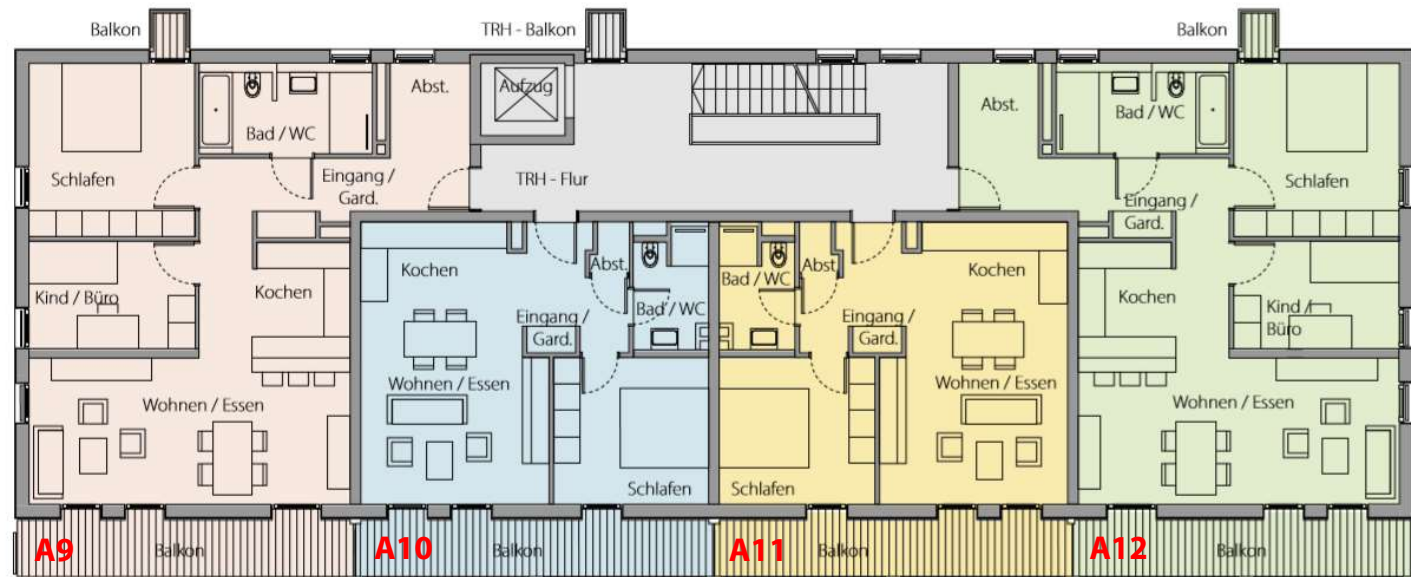 Balkon
TRH - Balkon
Balkon
Abst.
Aufzug
Abst.
Bad / WC
Bad / WC
Schlafen
Eingang /
Gard.
TRH - Flur
Eingang /
Gard.
Schlafen
Kochen
Abst.
Bad / WC
Abst.
Kochen
Kind / Büro
Kochen
Eingang /
Gard.
Bad / WC
Eingang /
Gard.
Kochen
Kind /
Büro
Wohnen / Essen
Wohnen / Essen
Wohnen / Essen
Wohnen / Essen
Schlafen
Schlafen
A9
Balkon
A10
Balkon
A11
Balkon
A12
Balkon